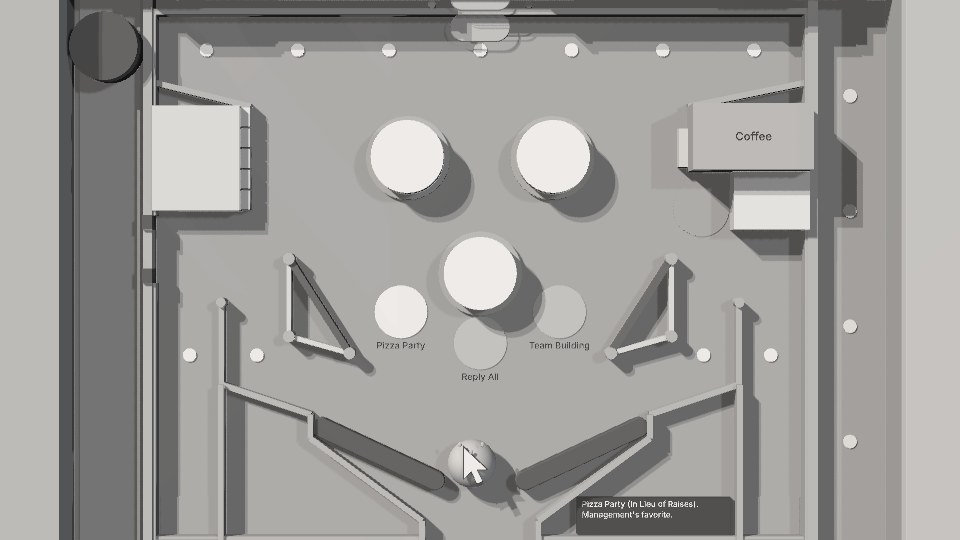 Coffee
Pizza Party
Team Building
Reply All
Pizza Party (In Lieu of Raises).
Management's favorite.